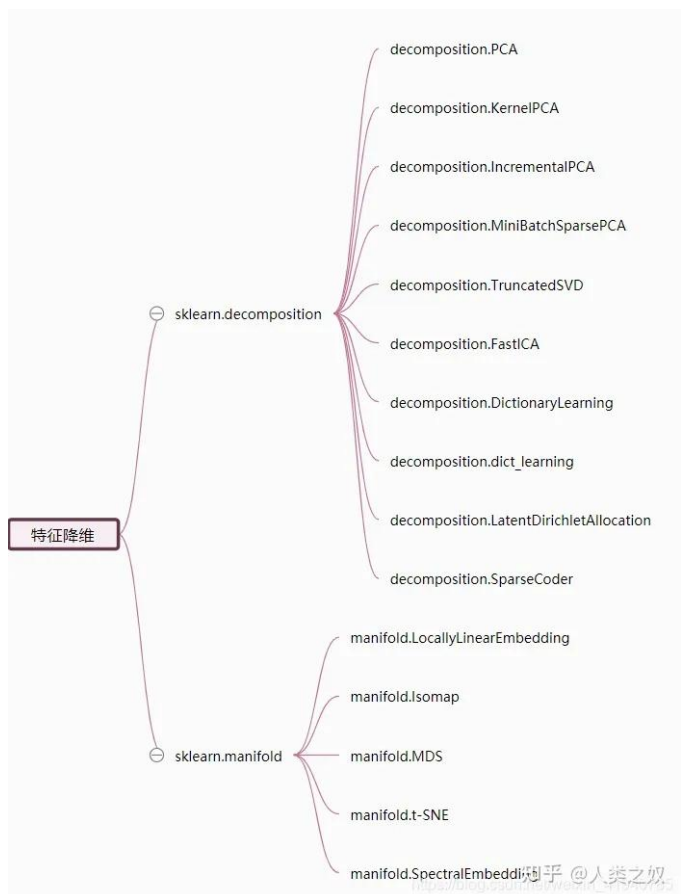 decomposition.PCA
decomposition.KernelPCA
decomposition.IncrementalPCA
decomposition.MiniBatchSparsePCA
decomposition.TruncatedSVD
sklearn.decomposition
decomposition.FastICA
decomposition.DictionaryLearning
decomposition.dict_learning
decomposition.LatentDirichletAllocation
特征降维
decomposition.SparseCoder
manifold.LocallyLinearEmbedding
manifold.Isomap
sklearn.manifold
manifold.MDS
manifold.t-SNE
manifold.SpectralEmbedding
知乎 @人类之奴